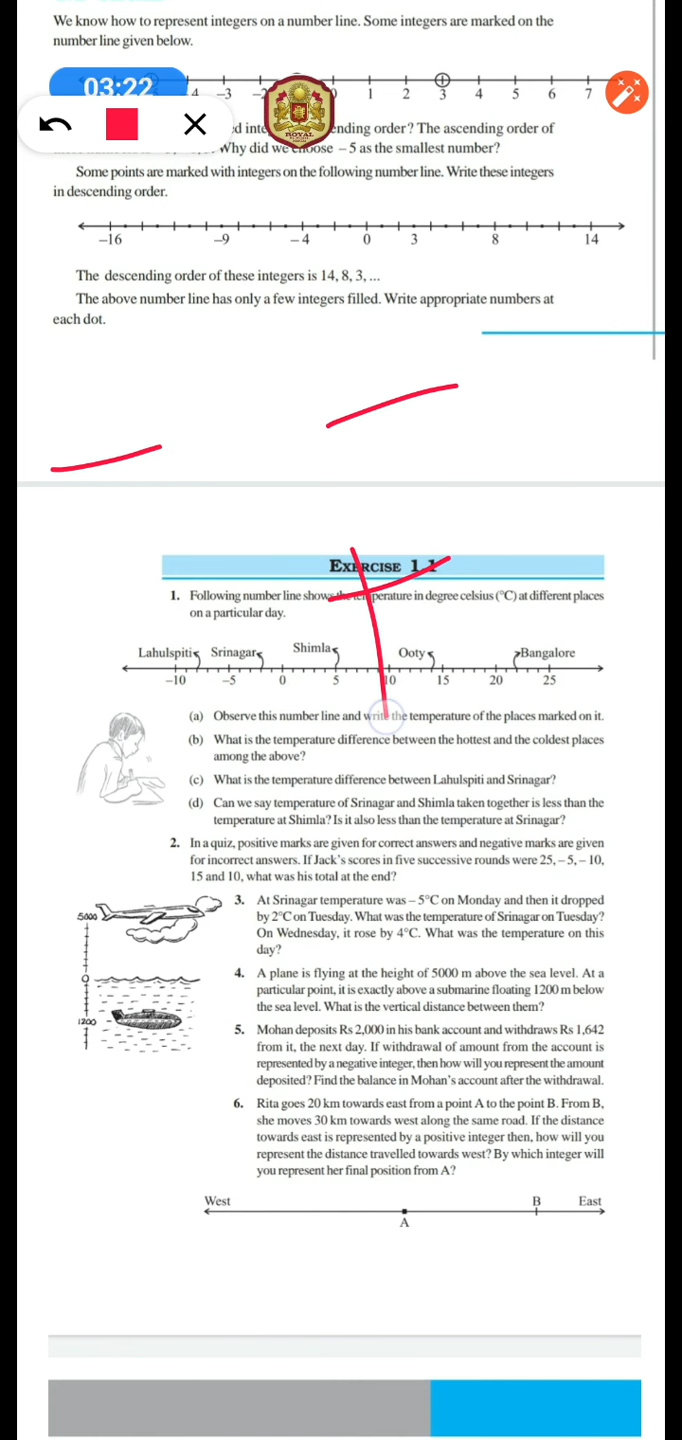 We know how to represent integers on a number line. Some integers are marked on the
number line given below.
03:22
–3 1 2 3 4 5 6 7
ROYAL
ending order? The ascending order of
Why did we choose – 5 as the smallest number?
Some points are marked with integers on the following number line. Write these integers
in descending order.
–16 –9 – 4 0 3 8 14
The descending order of these integers is 14, 8, 3, ...
The above number line has only a few integers filled. Write appropriate numbers at
each dot.
EXERCISE 1.1
1. Following number line shows the temperature in degree celsius (°C) at different places
on a particular day.
Lahulspiti Srinagar Shimla Ooty Bangalore
–10 –5 0 5 10 15 20 25
(a) Observe this number line and write the temperature of the places marked on it.
(b) What is the temperature difference between the hottest and the coldest places
among the above?
(c) What is the temperature difference between Lahulspiti and Srinagar?
(d) Can we say temperature of Srinagar and Shimla taken together is less than the
temperature at Shimla? Is it also less than the temperature at Srinagar?
2. In a quiz, positive marks are given for correct answers and negative marks are given
for incorrect answers. If Jack's scores in five successive rounds were 25, – 5, – 10,
15 and 10, what was his total at the end?
3. At Srinagar temperature was – 5°C on Monday and then it dropped
by 2°C on Tuesday. What was the temperature of Srinagar on Tuesday?
On Wednesday, it rose by 4°C. What was the temperature on this
day?
5000
0
1200
4. A plane is flying at the height of 5000 m above the sea level. At a
particular point, it is exactly above a submarine floating 1200 m below
the sea level. What is the vertical distance between them?
5. Mohan deposits Rs 2,000 in his bank account and withdraws Rs 1,642
from it, the next day. If withdrawal of amount from the account is
represented by a negative integer, then how will you represent the amount
deposited? Find the balance in Mohan's account after the withdrawal.
6. Rita goes 20 km towards east from a point A to the point B. From B,
she moves 30 km towards west along the same road. If the distance
towards east is represented by a positive integer then, how will you
represent the distance travelled towards west? By which integer will
you represent her final position from A?
West B East
A